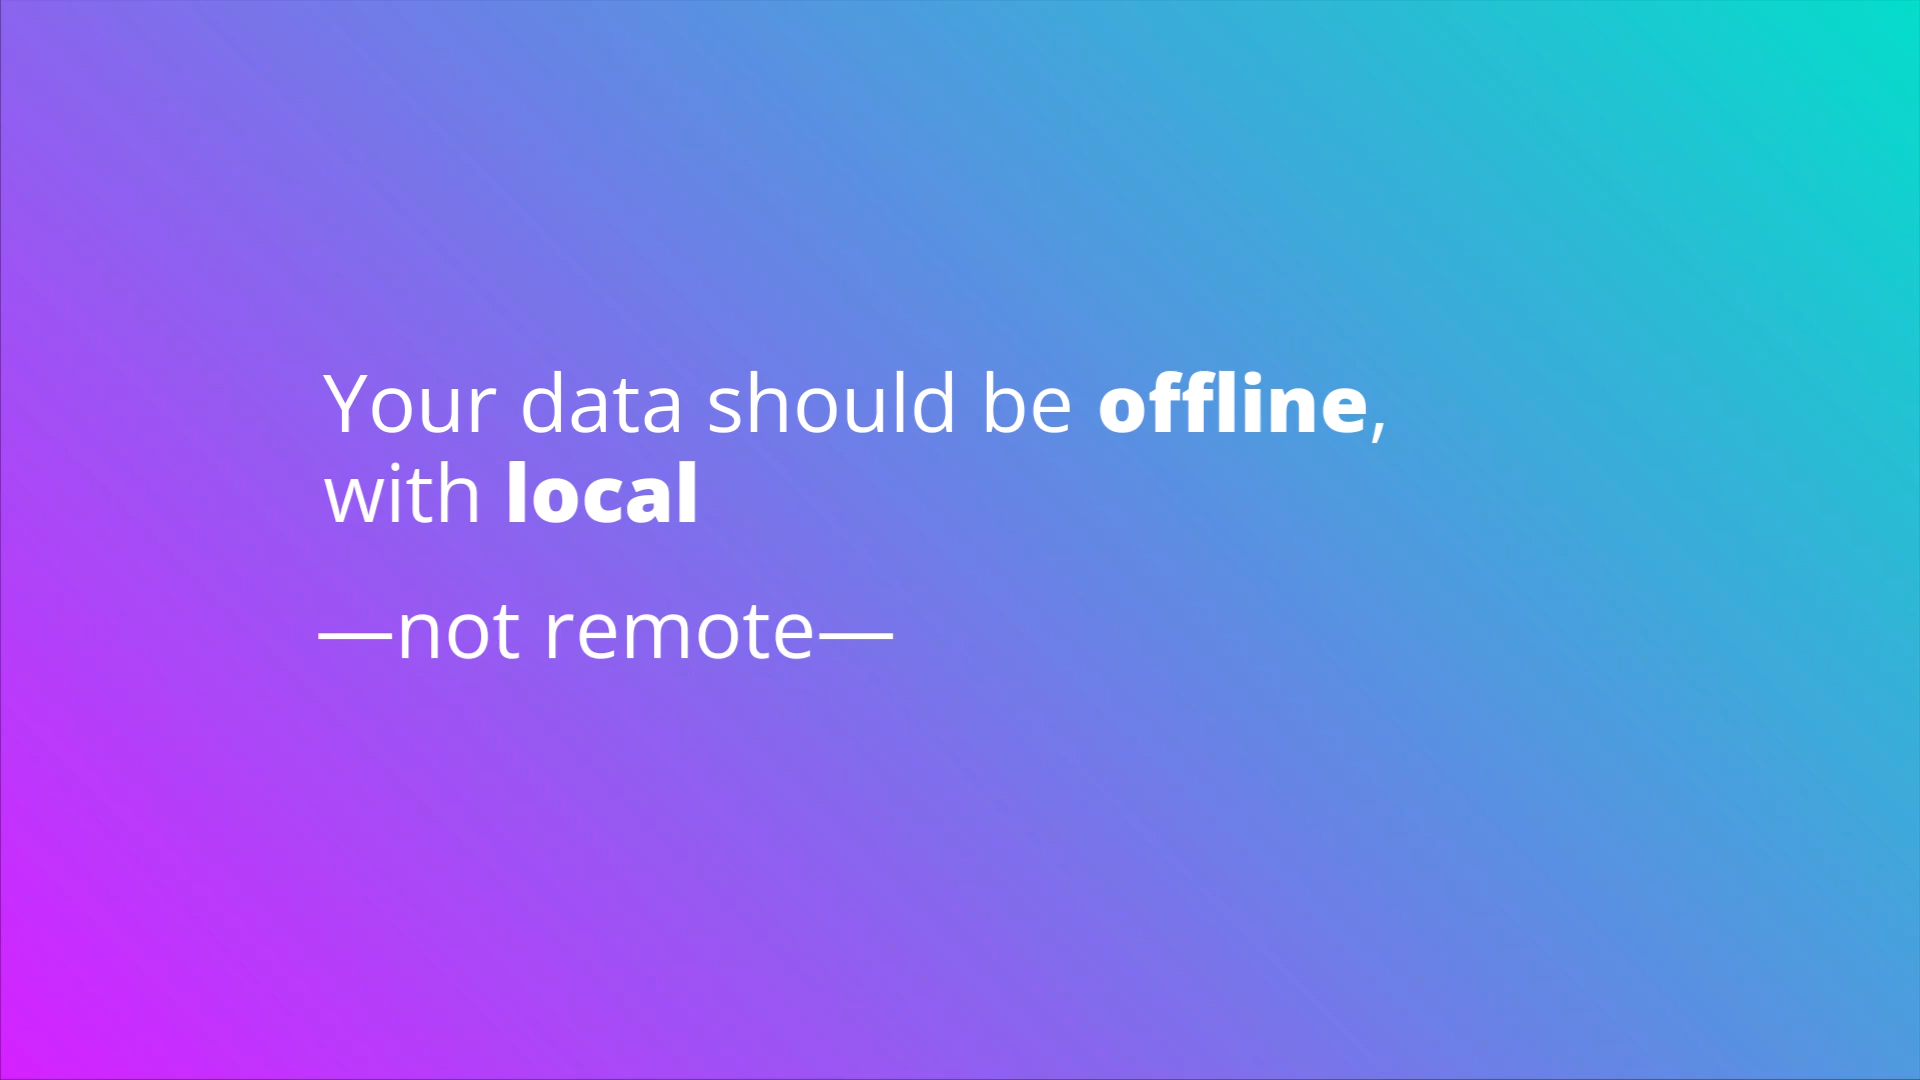 Your data should be offline,
with local
—not remote—